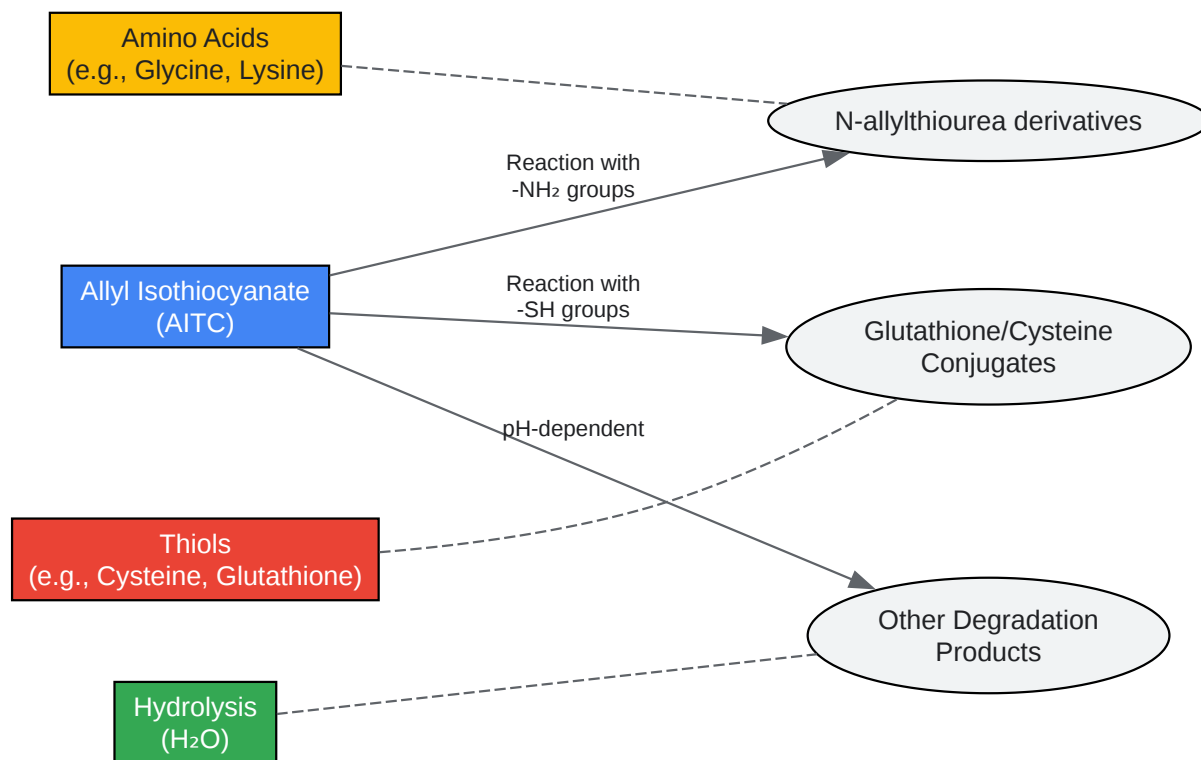 Amino Acids
(e.g., Glycine, Lysine)
N-allylthiourea derivatives
Reaction with
-NH₂ groups
Allyl Isothiocyanate
(AITC)
Reaction with
-SH groups
Glutathione/Cysteine
Conjugates
pH-dependent
Thiols
(e.g., Cysteine, Glutathione)
Other Degradation
Products
Hydrolysis
(H₂O)